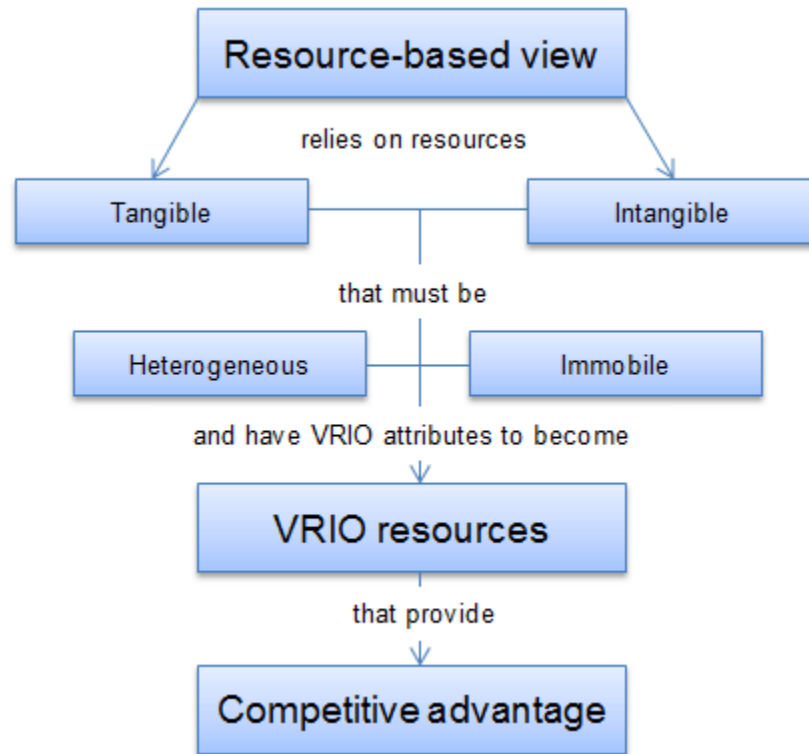 Resource-based view
relies on resources
Tangible
Intangible
that must be
Heterogeneous
Immobile
and have VRIO attributes to become
VRIO resources
that provide
Competitive advantage